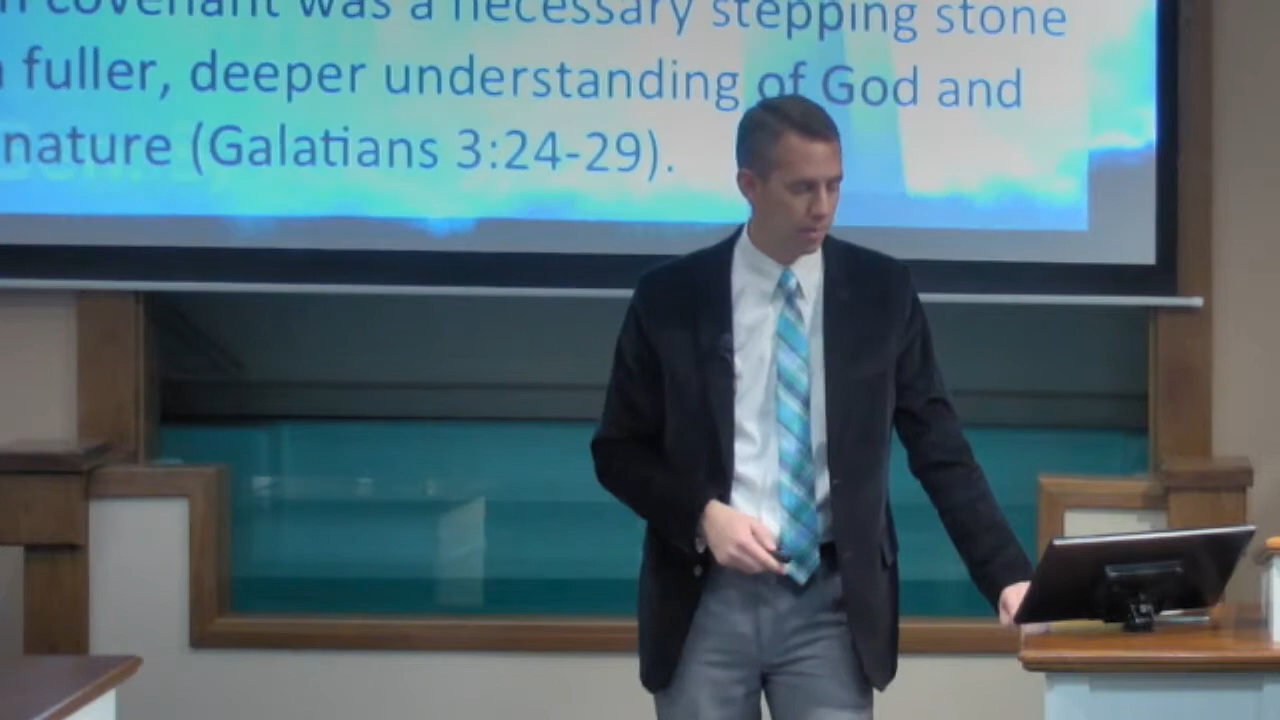 covenant was a necessary stepping stone
fuller, deeper understanding of God and
nature (Galatians 3:24-29).